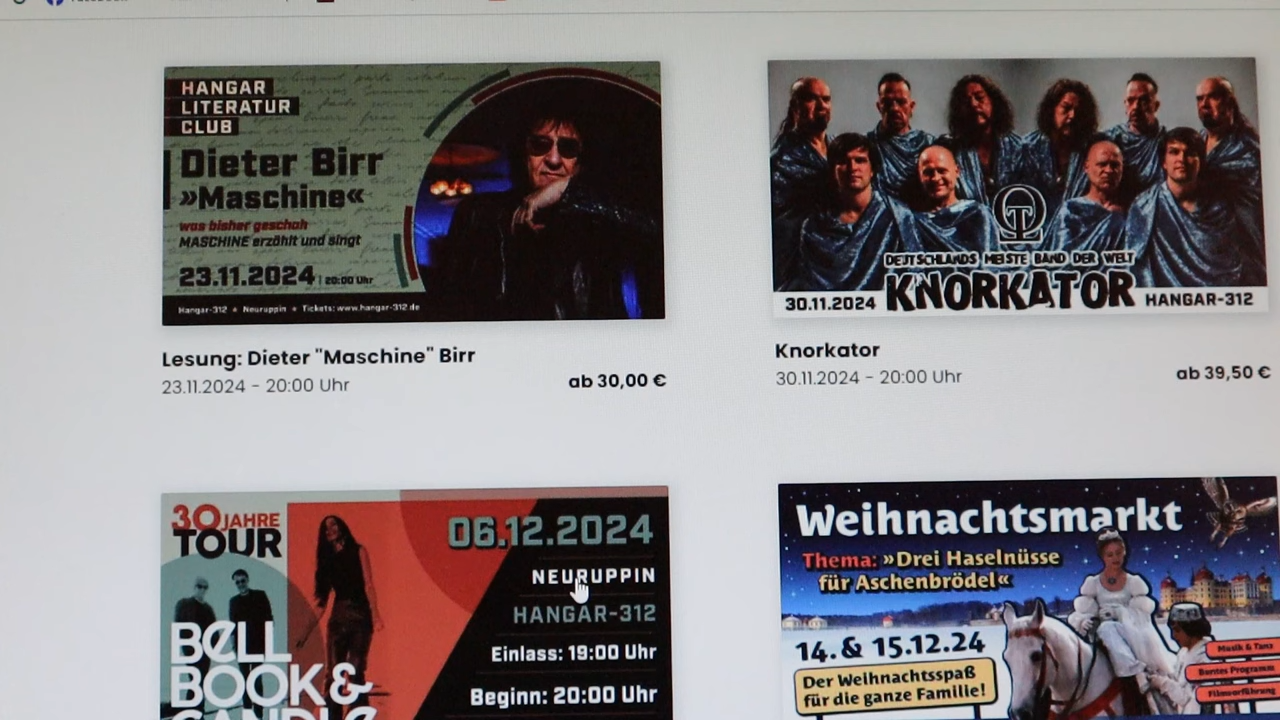 HANGAR
LITERATUR
CLUB
Dieter Birr
»Maschine«
was bisher geschah
MASCHINE erzählt und singt
23.11.2024 | 20:00 Uhr
Hangar-312 ★ Neuruppin ★ Tickets: www.hangar-312.de
Lesung: Dieter "Maschine" Birr
23.11.2024 - 20:00 Uhr
ab 30,00 €
DEUTSCHLANDS MEISTE BAND DER WELT
30.11.2024 KNORKATOR HANGAR-312
Knorkator
30.11.2024 - 20:00 Uhr
ab 39,50 €
30 JAHRE
TOUR
BELL
BOOK &
CANDLE
06.12.2024
NEURUPPIN
HANGAR-312
Einlass: 19:00 Uhr
Beginn: 20:00 Uhr
Weihnachtsmarkt
Thema: »Drei Haselnüsse
für Aschenbrödel«
14. & 15.12.24
Der Weihnachtsspaß
für die ganze Familie!
Musik & Tanz
Buntes Programm
Filmvorführung